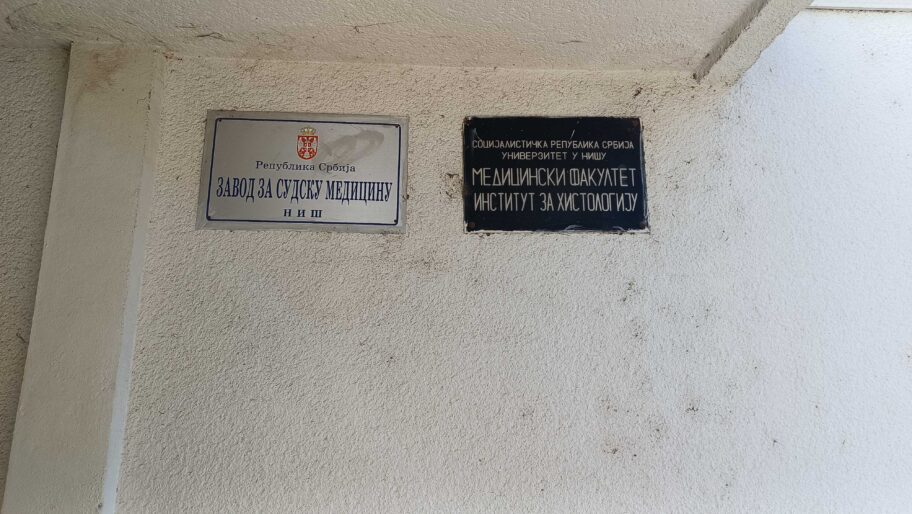 Република Србија
ЗАВОД ЗА СУДСКУ МЕДИЦИНУ
НИШ
СОЦИЈАЛИСТИЧКА РЕПУБЛИКА СРБИЈА
УНИВЕРЗИТЕТ У НИШУ
МЕДИЦИНСКИ ФАКУЛТЕТ
ИНСТИТУТ ЗА ХИСТОЛОГИЈУ